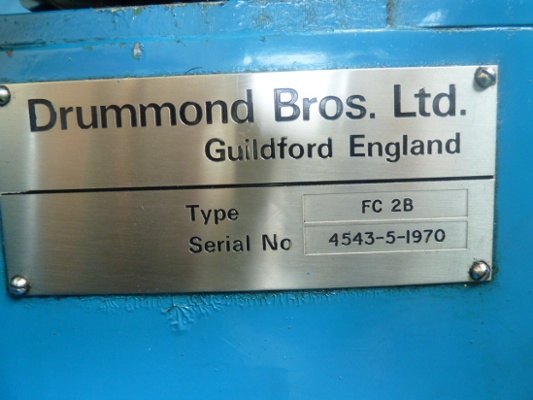 Drummond Bros. Ltd.
Guildford England
Type FC 2B
Serial No 4543-5-1970